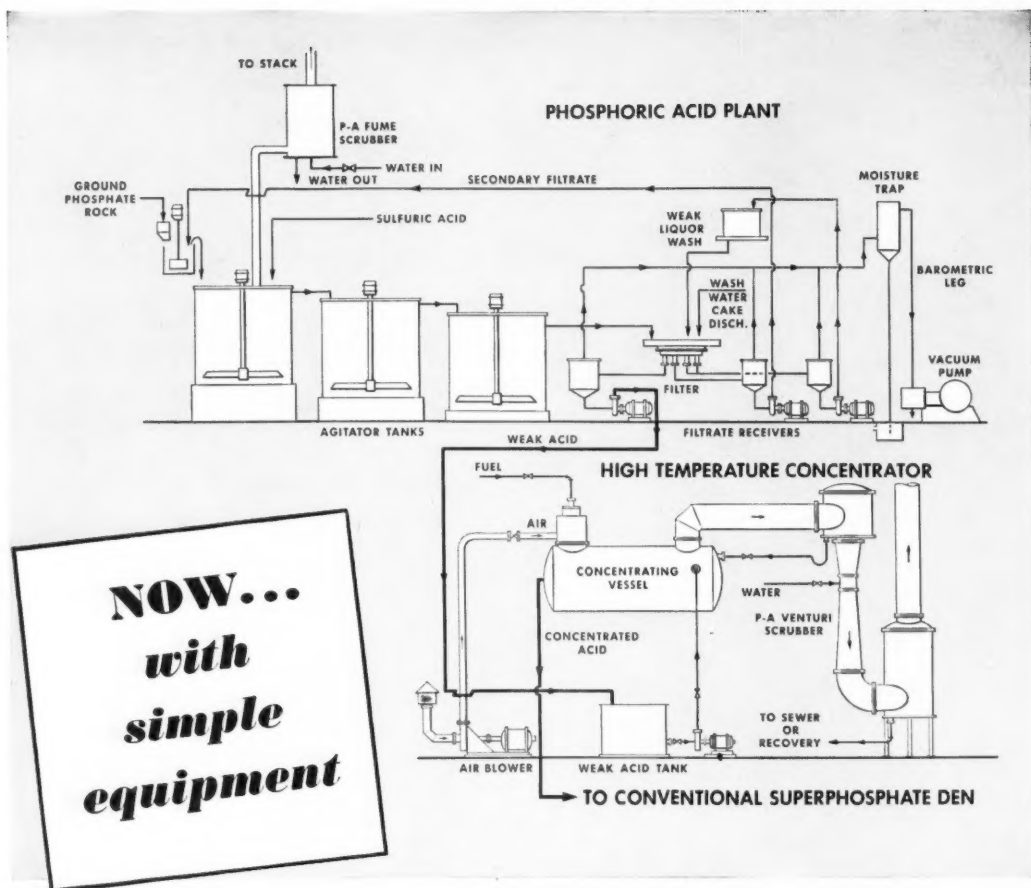 TO STACK
PHOSPHORIC ACID PLANT
P-A FUME
SCRUBBER
WATER IN
WATER OUT
SECONDARY FILTRATE
GROUND
PHOSPHATE
ROCK
SULFURIC ACID
WEAK
LIQUOR
WASH
MOISTURE
TRAP
BAROMETRIC
LEG
WASH
WATER
CAKE
DISCH.
VACUUM
PUMP
FILTER
AGITATOR TANKS
FILTRATE RECEIVERS
WEAK ACID
HIGH TEMPERATURE CONCENTRATOR
FUEL
AIR
CONCENTRATING
VESSEL
WATER
P-A VENTURI
SCRUBBER
CONCENTRATED
ACID
TO SEWER
OR
RECOVERY
AIR BLOWER
WEAK ACID TANK
TO CONVENTIONAL SUPERPHOSPHATE DEN
NOW...
with
simple
equipment